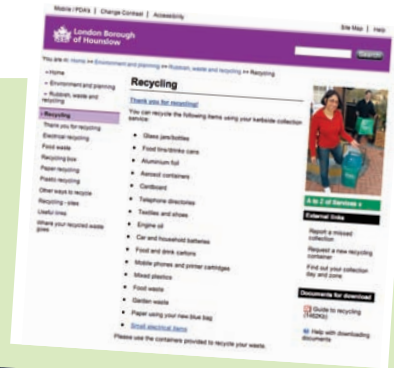 Mobile / PDA's | Change Contrast | Accessibility
Site Map | Help
London Borough
of Hounslow
Search
You are in: Home >> Environment and planning >> Rubbish, waste and recycling >> Recycling
Home
Environment and planning
Rubbish, waste and
recycling
Recycling
Thank you for recycling
Electrical recycling
Food waste
Recycling box
Paper recycling
Plastic recycling
Other ways to recycle
Recycling - sites
Useful links
Where your recycled waste
goes
Recycling
Thank you for recycling!
You can recycle the following items using your kerbside collection
service:
Glass jars/bottles
Food tins/drinks cans
Aluminium foil
Aerosol containers
Cardboard
Telephone directories
Textiles and shoes
Engine oil
Car and household batteries
Food and drink cartons
Mobile phones and printer cartridges
Mixed plastics
Food waste
Garden waste
Paper using your new blue bag
Small electrical items
Please use the containers provided to recycle your waste.
A to Z of Services
External links
Report a missed
collection
Request a new recycling
container
Find out your collection
day and zone
Documents for download
Guide to recycling
(1462Kb)
Help with downloading
documents